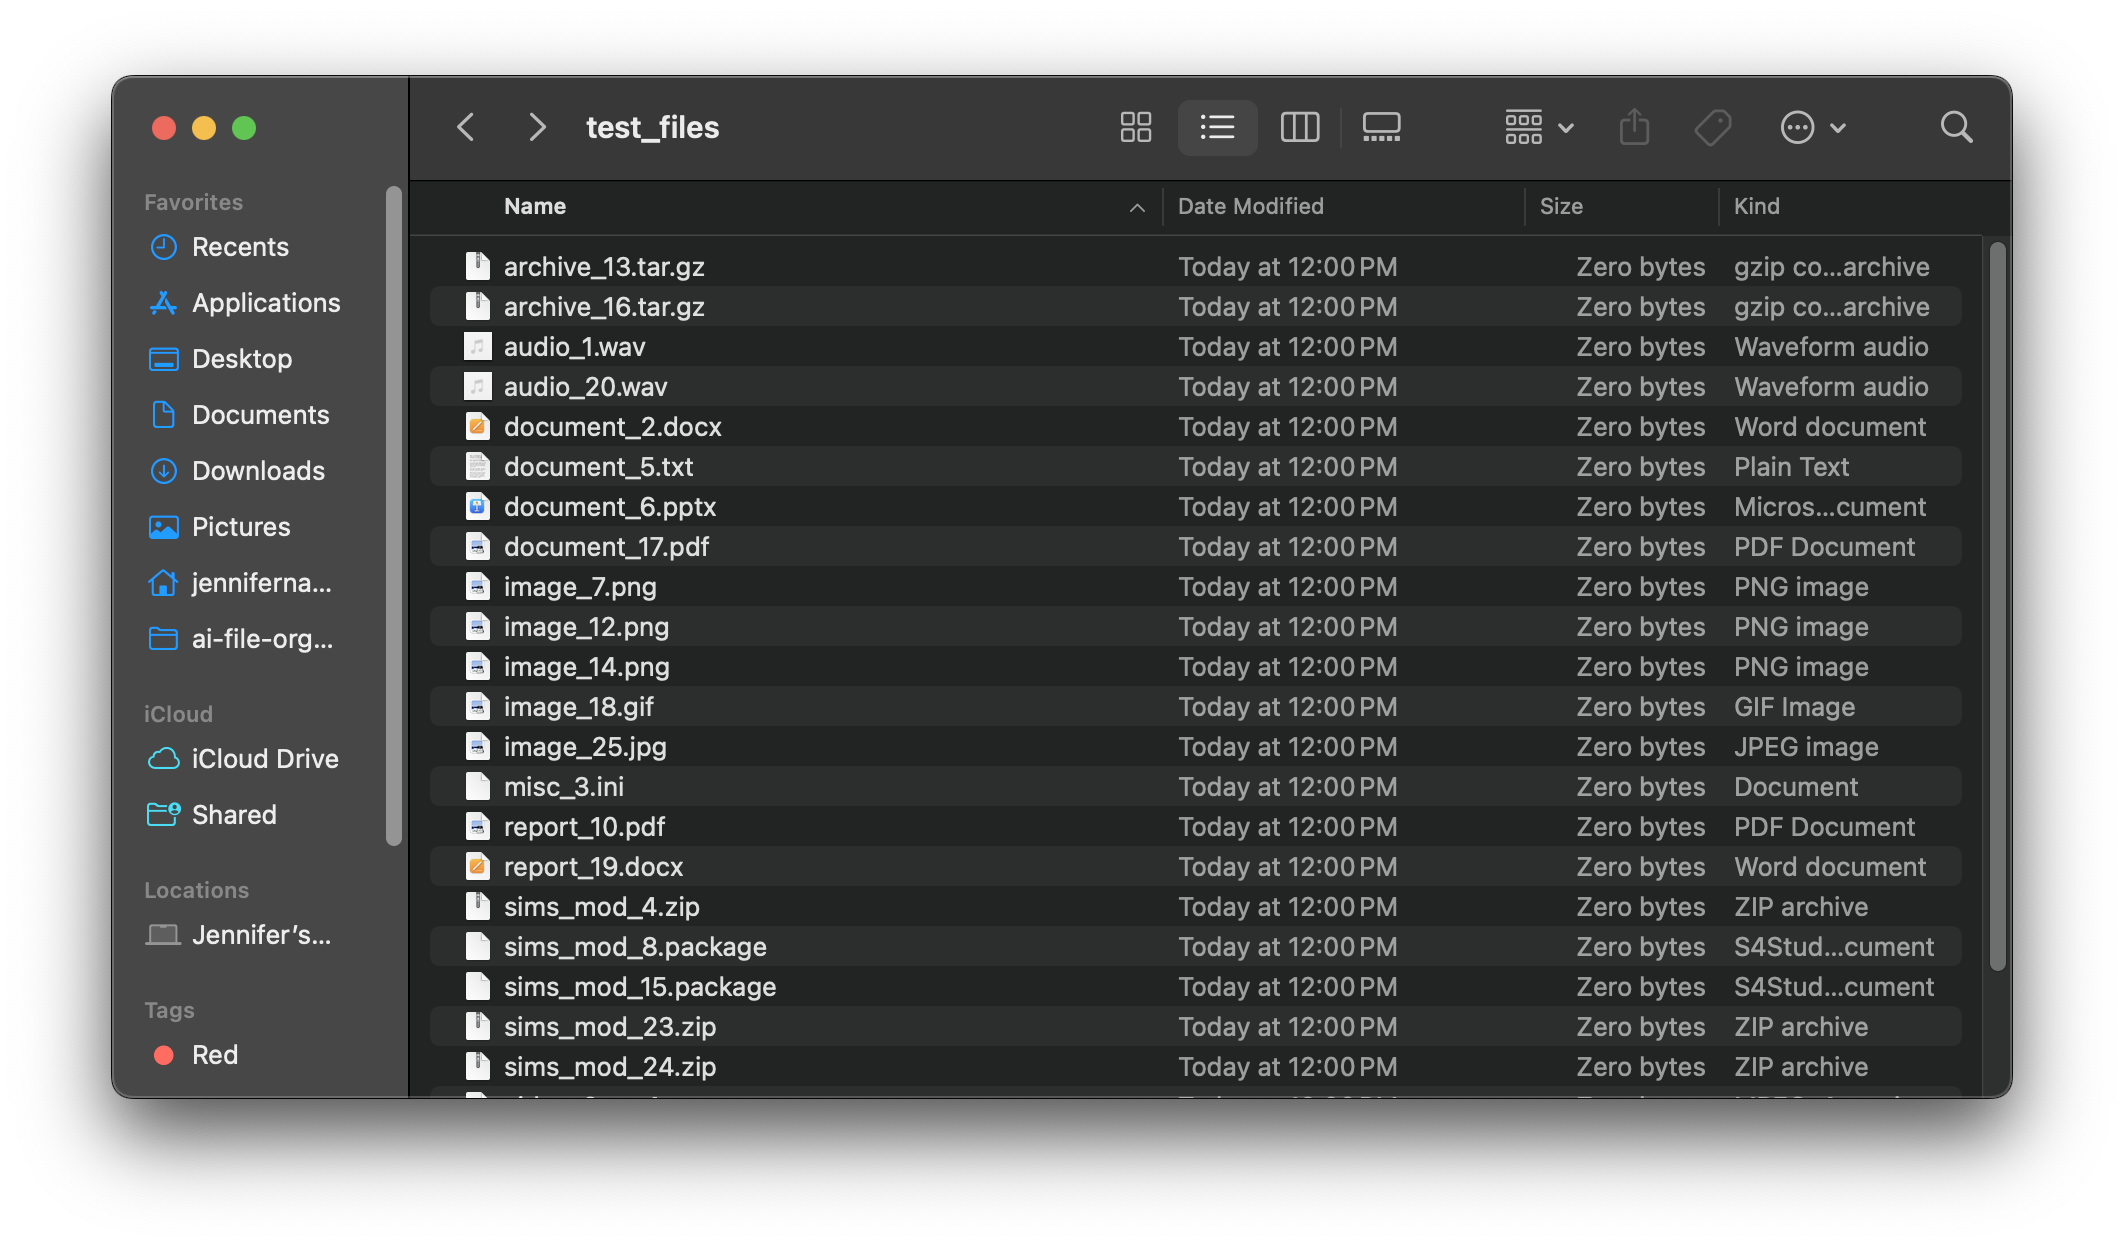 test_files
Favorites
Recents
Applications
Desktop
Documents
Downloads
Pictures
jenniferna...
ai-file-org...
iCloud
iCloud Drive
Shared
Locations
Jennifer’s...
Tags
Red
Name Date Modified Size Kind
archive_13.tar.gz Today at 12:00 PM Zero bytes gzip co...archive
archive_16.tar.gz Today at 12:00 PM Zero bytes gzip co...archive
audio_1.wav Today at 12:00 PM Zero bytes Waveform audio
audio_20.wav Today at 12:00 PM Zero bytes Waveform audio
document_2.docx Today at 12:00 PM Zero bytes Word document
document_5.txt Today at 12:00 PM Zero bytes Plain Text
document_6.pptx Today at 12:00 PM Zero bytes Micros...cument
document_17.pdf Today at 12:00 PM Zero bytes PDF Document
image_7.png Today at 12:00 PM Zero bytes PNG image
image_12.png Today at 12:00 PM Zero bytes PNG image
image_14.png Today at 12:00 PM Zero bytes PNG image
image_18.gif Today at 12:00 PM Zero bytes GIF Image
image_25.jpg Today at 12:00 PM Zero bytes JPEG image
misc_3.ini Today at 12:00 PM Zero bytes Document
report_10.pdf Today at 12:00 PM Zero bytes PDF Document
report_19.docx Today at 12:00 PM Zero bytes Word document
sims_mod_4.zip Today at 12:00 PM Zero bytes ZIP archive
sims_mod_8.package Today at 12:00 PM Zero bytes S4Stud...cument
sims_mod_15.package Today at 12:00 PM Zero bytes S4Stud...cument
sims_mod_23.zip Today at 12:00 PM Zero bytes ZIP archive
sims_mod_24.zip Today at 12:00 PM Zero bytes ZIP archive